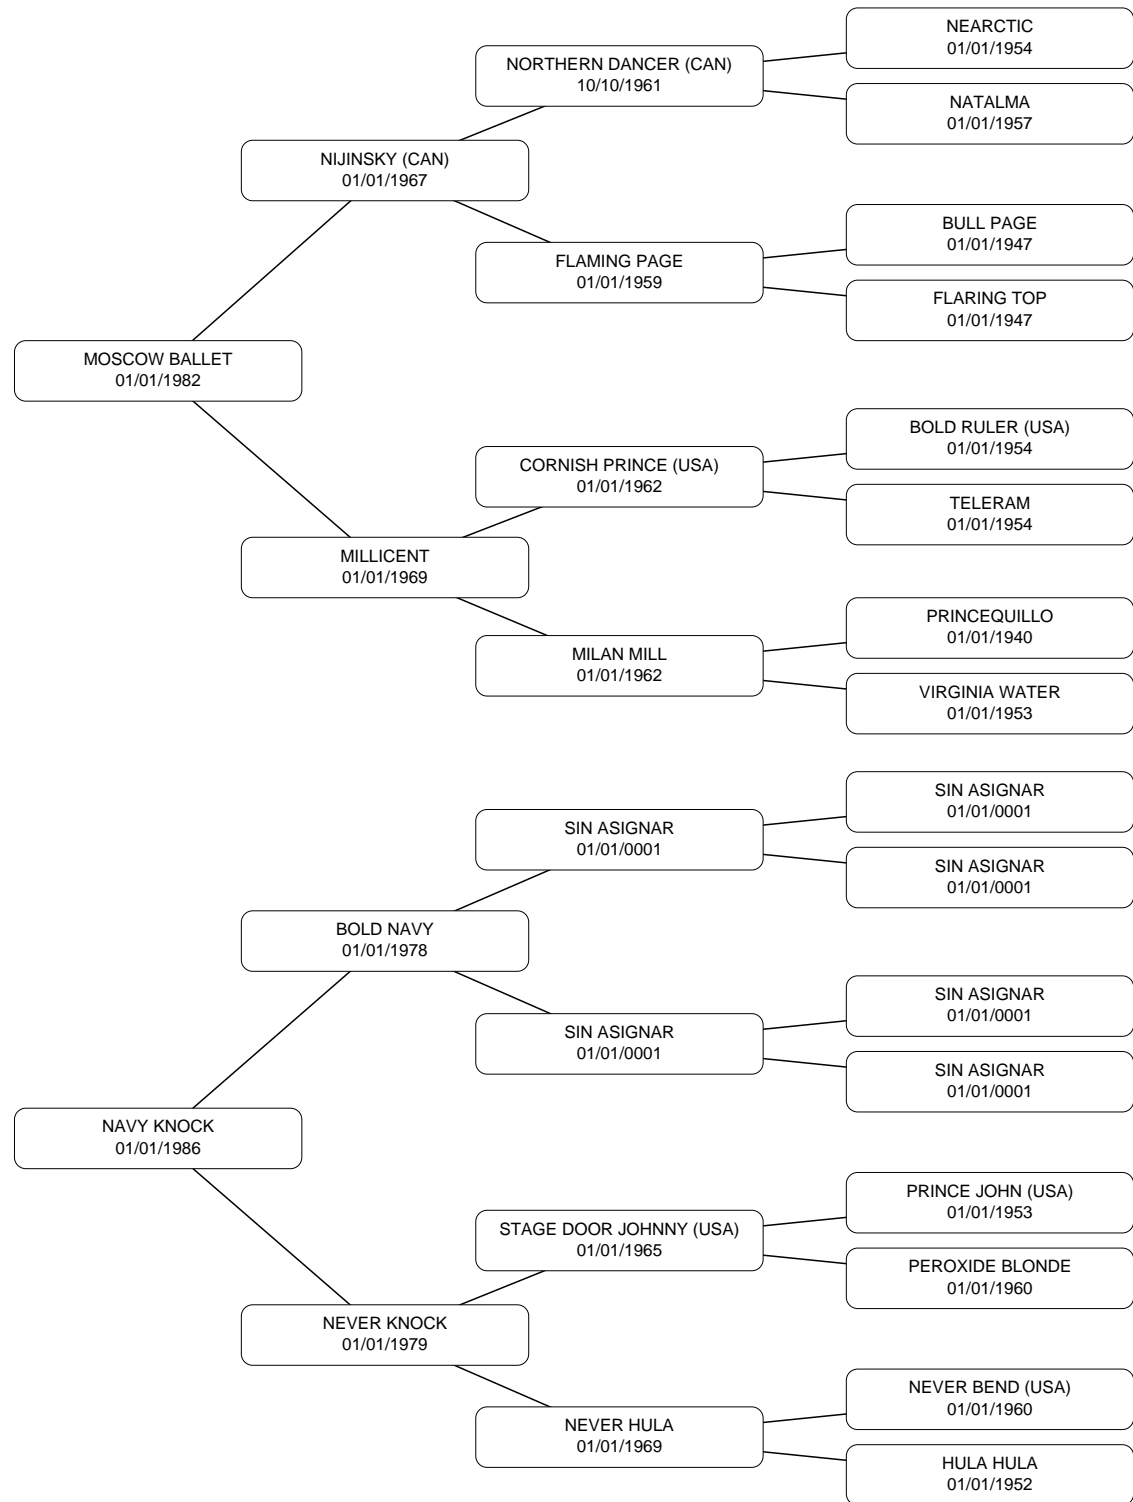 NEARCTIC
01/01/1954
NORTHERN DANCER (CAN)
10/10/1961
NATALMA
01/01/1957
NIJINSKY (CAN)
01/01/1967
BULL PAGE
01/01/1947
FLAMING PAGE
01/01/1959
FLARING TOP
01/01/1947
MOSCOW BALLET
01/01/1982
BOLD RULER (USA)
01/01/1954
CORNISH PRINCE (USA)
01/01/1962
TELERAM
01/01/1954
MILLICENT
01/01/1969
PRINCEQUILLO
01/01/1940
MILAN MILL
01/01/1962
VIRGINIA WATER
01/01/1953
SIN ASIGNAR
01/01/0001
SIN ASIGNAR
01/01/0001
SIN ASIGNAR
01/01/0001
BOLD NAVY
01/01/1978
SIN ASIGNAR
01/01/0001
SIN ASIGNAR
01/01/0001
SIN ASIGNAR
01/01/0001
NAVY KNOCK
01/01/1986
PRINCE JOHN (USA)
01/01/1953
STAGE DOOR JOHNNY (USA)
01/01/1965
PEROXIDE BLONDE
01/01/1960
NEVER KNOCK
01/01/1979
NEVER BEND (USA)
01/01/1960
NEVER HULA
01/01/1969
HULA HULA
01/01/1952